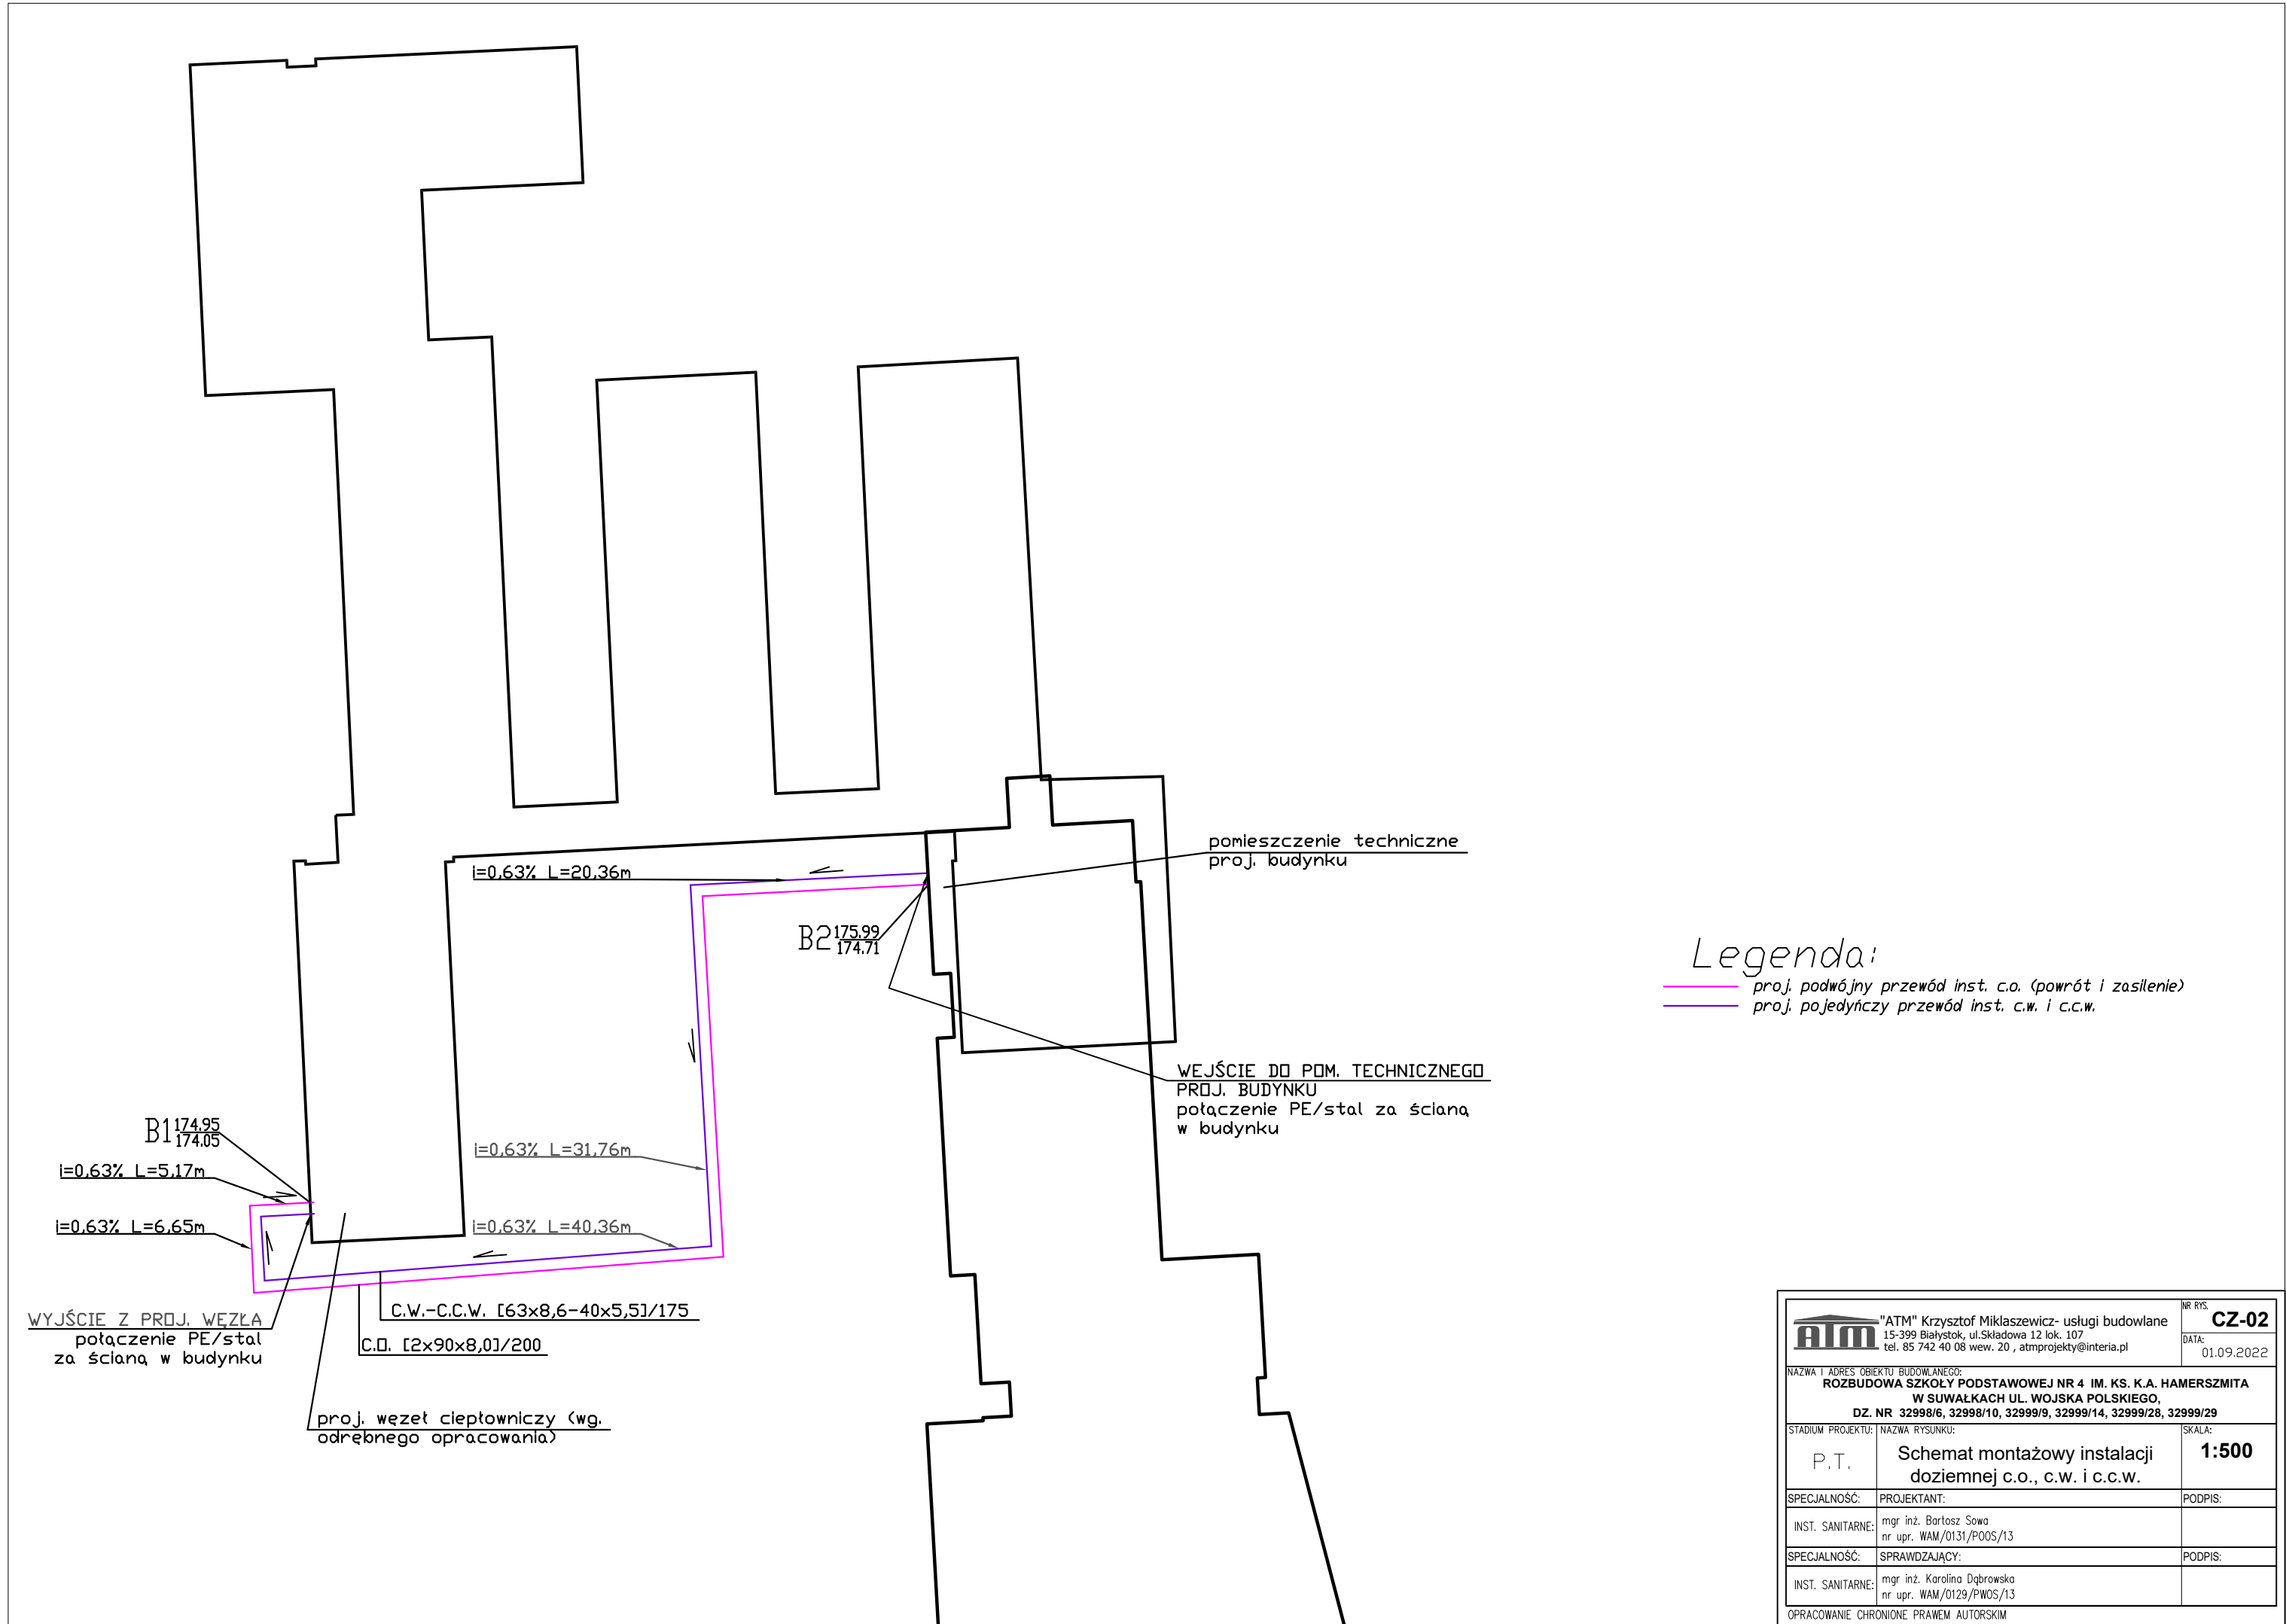 i=0,63% L=20,36m
pomieszczenie techniczne
proj. budynku
B2 175.99
174.71
Legenda:
proj. podwójny przewód inst. c.o. (powrót i zasilenie)
proj. pojedyńczy przewód inst. c.w. i c.c.w.
WEJŚCIE DO POM. TECHNICZNEGO
PROJ. BUDYNKU
połączenie PE/stal za ścianą
w budynku
B1 174.95
174.05
i=0,63% L=5,17m
i=0,63% L=31,76m
i=0,63% L=6,65m
i=0,63% L=40,36m
WYJŚCIE Z PROJ. WĘZŁA
połączenie PE/stal
za ścianą w budynku
C.W.-C.C.W. [63x8,6-40x5,5]/175
C.O. [2x90x8,0]/200
proj. węzeł ciepłowniczy (wg.
odrębnego opracowania)
ATM
"ATM" Krzysztof Miklaszewicz- usługi budowlane
15-399 Białystok, ul.Składowa 12 lok. 107
tel. 85 742 40 08 wew. 20 , atmprojekty@interia.pl
NR RYS.
CZ-02
DATA:
01.09.2022
NAZWA I ADRES OBIEKTU BUDOWLANEGO:
ROZBUDOWA SZKOŁY PODSTAWOWEJ NR 4 IM. KS. K.A. HAMERSZMITA
W SUWAŁKACH UL. WOJSKA POLSKIEGO,
DZ. NR 32998/6, 32998/10, 32999/9, 32999/14, 32999/28, 32999/29
STADIUM PROJEKTU:
P.T.
NAZWA RYSUNKU:
Schemat montażowy instalacji
doziemnej c.o., c.w. i c.c.w.
SKALA:
1:500
SPECJALNOŚĆ: PROJEKTANT: PODPIS:
INST. SANITARNE: mgr inż. Bartosz Sowa
nr upr. WAM/0131/POOS/13
SPECJALNOŚĆ: SPRAWDZAJĄCY: PODPIS:
INST. SANITARNE: mgr inż. Karolina Dąbrowska
nr upr. WAM/0129/PWOS/13
OPRACOWANIE CHRONIONE PRAWEM AUTORSKIM